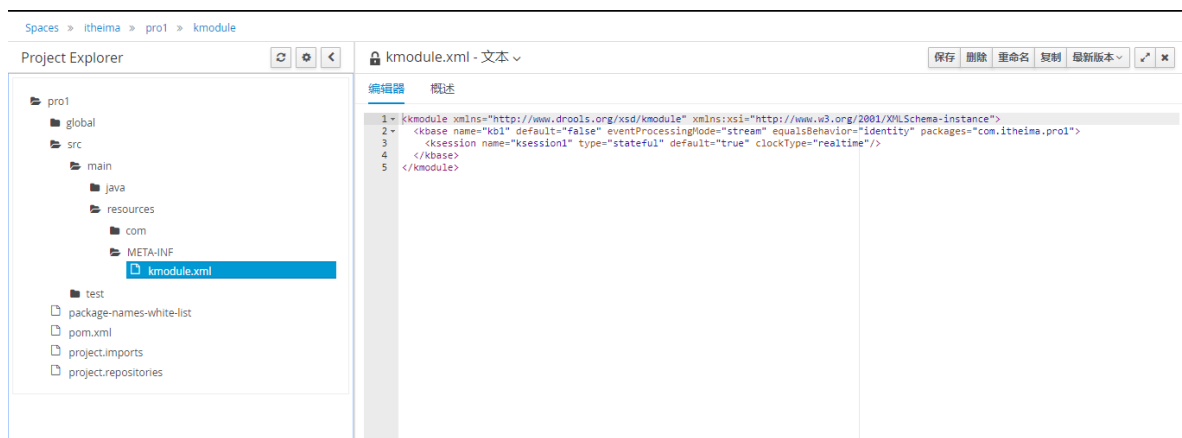 Spaces » itheima » pro1 » kmodule
Project Explorer
pro1
global
src
main
java
resources
com
META-INF
kmodule.xml
test
package-names-white-list
pom.xml
project.imports
project.repositories
kmodule.xml - 文本
保存 删除 重命名 复制 最新版本
编辑器 概述
1 <kmodule xmlns="http://www.drools.org/xsd/kmodule" xmlns:xsi="http://www.w3.org/2001/XMLSchema-instance">
2 <kbase name="kb1" default="false" eventProcessingMode="stream" equalsBehavior="identity" packages="com.itheima.pro1">
3 <ksession name="ksession1" type="stateful" default="true" clockType="realtime"/>
4 </kbase>
5 </kmodule>